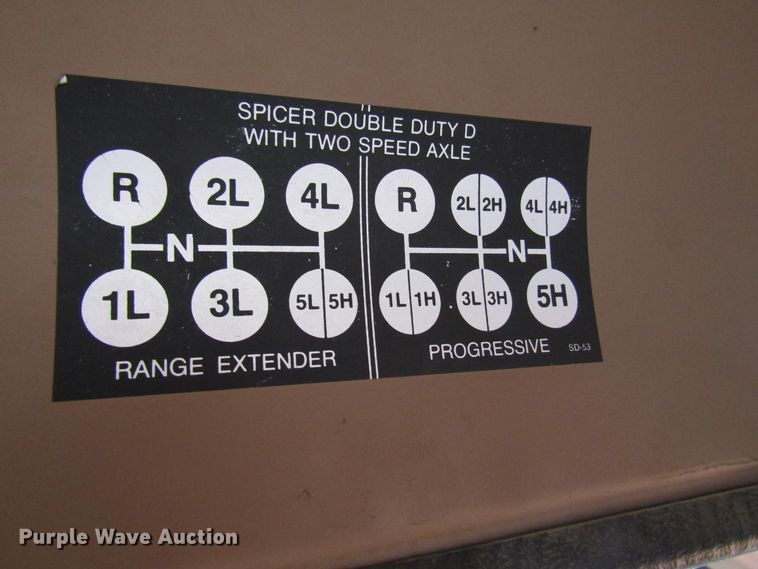 SPICER DOUBLE DUTY D
WITH TWO SPEED AXLE
R 2L 4L
N
1L 3L 5L 5H
RANGE EXTENDER
R 2L 2H 4L 4H
N
1L 1H 3L 3H 5H
PROGRESSIVE
SD-53
Purple Wave Auction